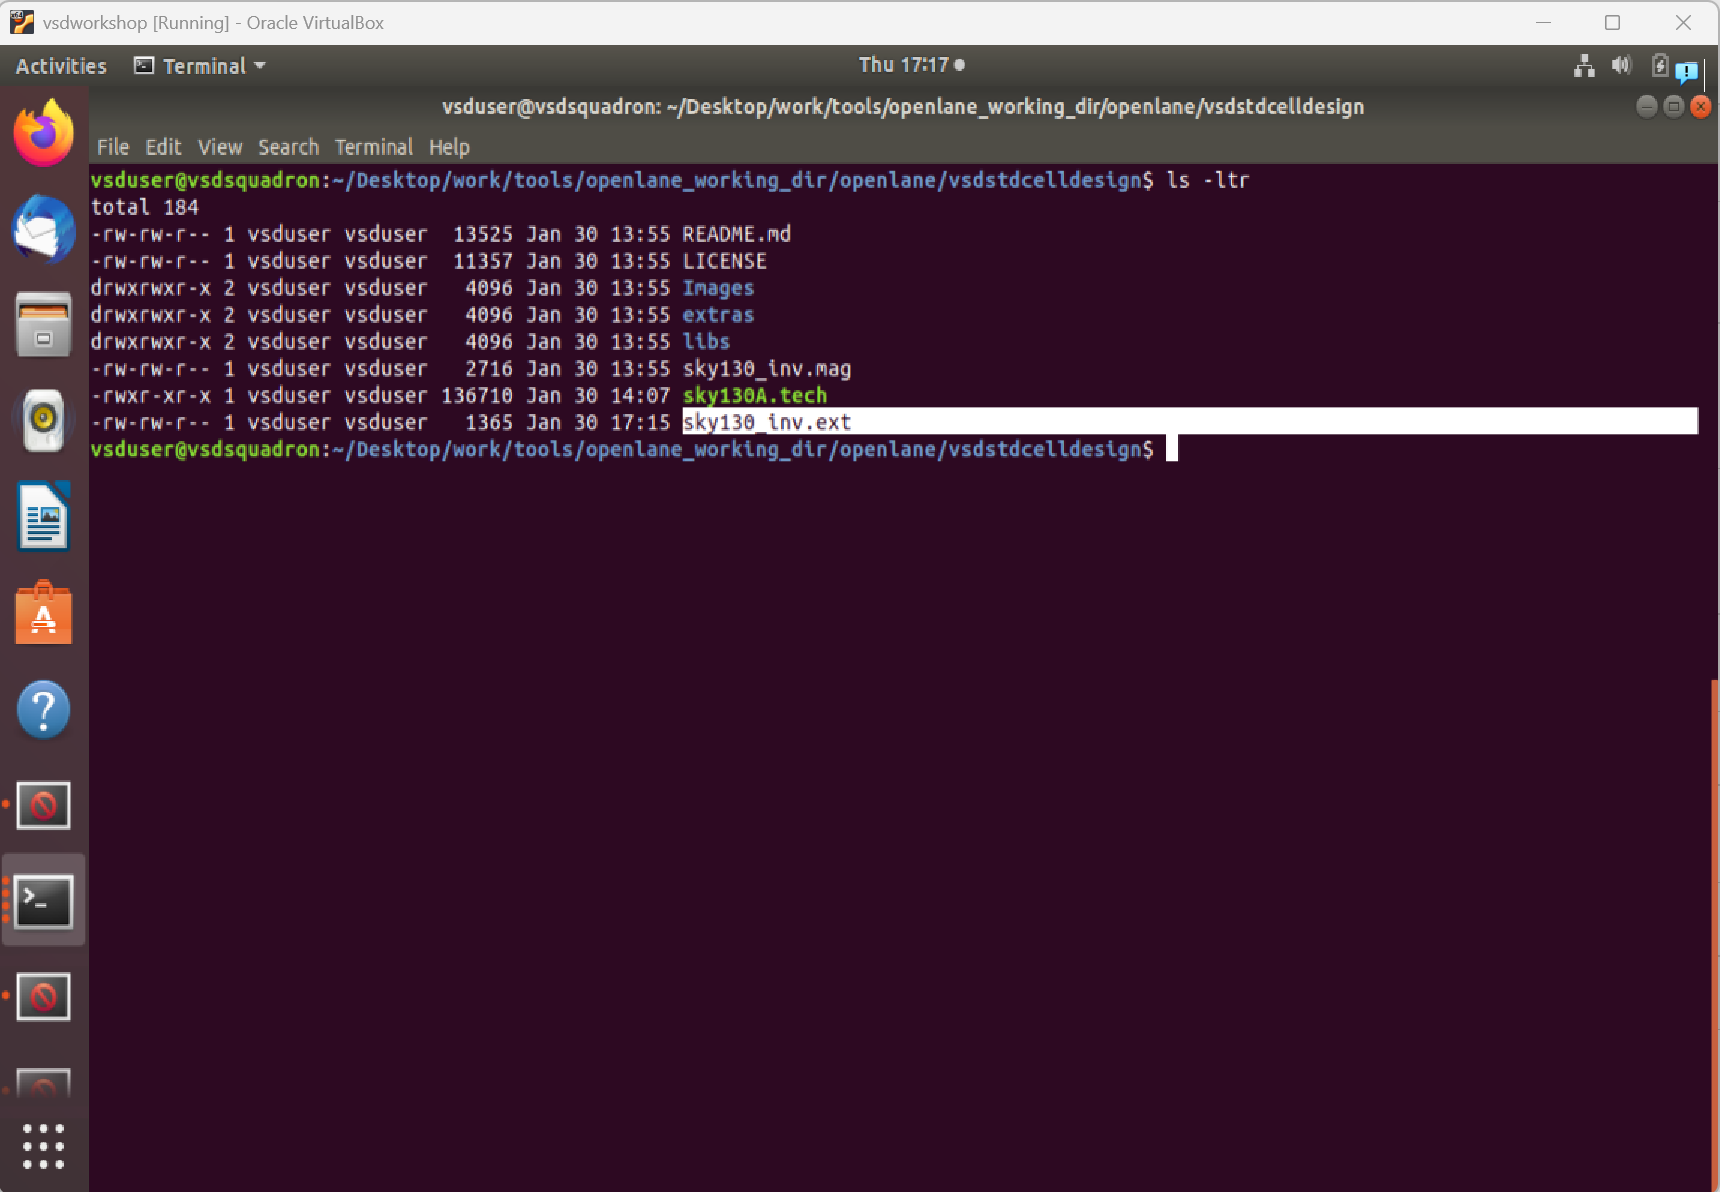 vsdworkshop [Running] - Oracle VirtualBox
Activities Terminal Thu 17:17
vsduser@vsdsquadron: ~/Desktop/work/tools/openlane_working_dir/openlane/vsdstdcelldesign
File Edit View Search Terminal Help
vsduser@vsdsquadron:~/Desktop/work/tools/openlane_working_dir/openlane/vsdstdcelldesign$ ls -ltr
total 184
-rw-rw-r-- 1 vsduser vsduser  13525 Jan 30 13:55 README.md
-rw-rw-r-- 1 vsduser vsduser  11357 Jan 30 13:55 LICENSE
drwxrwxr-x 2 vsduser vsduser   4096 Jan 30 13:55 Images
drwxrwxr-x 2 vsduser vsduser   4096 Jan 30 13:55 extras
drwxrwxr-x 2 vsduser vsduser   4096 Jan 30 13:55 libs
-rw-rw-r-- 1 vsduser vsduser   2716 Jan 30 13:55 sky130_inv.mag
-rwxr-xr-x 1 vsduser vsduser 136710 Jan 30 14:07 sky130A.tech
-rw-rw-r-- 1 vsduser vsduser   1365 Jan 30 17:15 sky130_inv.ext
vsduser@vsdsquadron:~/Desktop/work/tools/openlane_working_dir/openlane/vsdstdcelldesign$